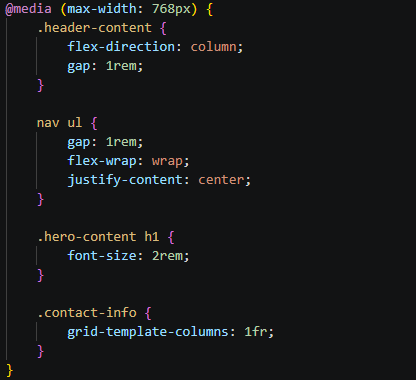 @media (max-width: 768px) {
    .header-content {
        flex-direction: column;
        gap: 1rem;
    }

    nav ul {
        gap: 1rem;
        flex-wrap: wrap;
        justify-content: center;
    }

    .hero-content h1 {
        font-size: 2rem;
    }

    .contact-info {
        grid-template-columns: 1fr;
    }
}